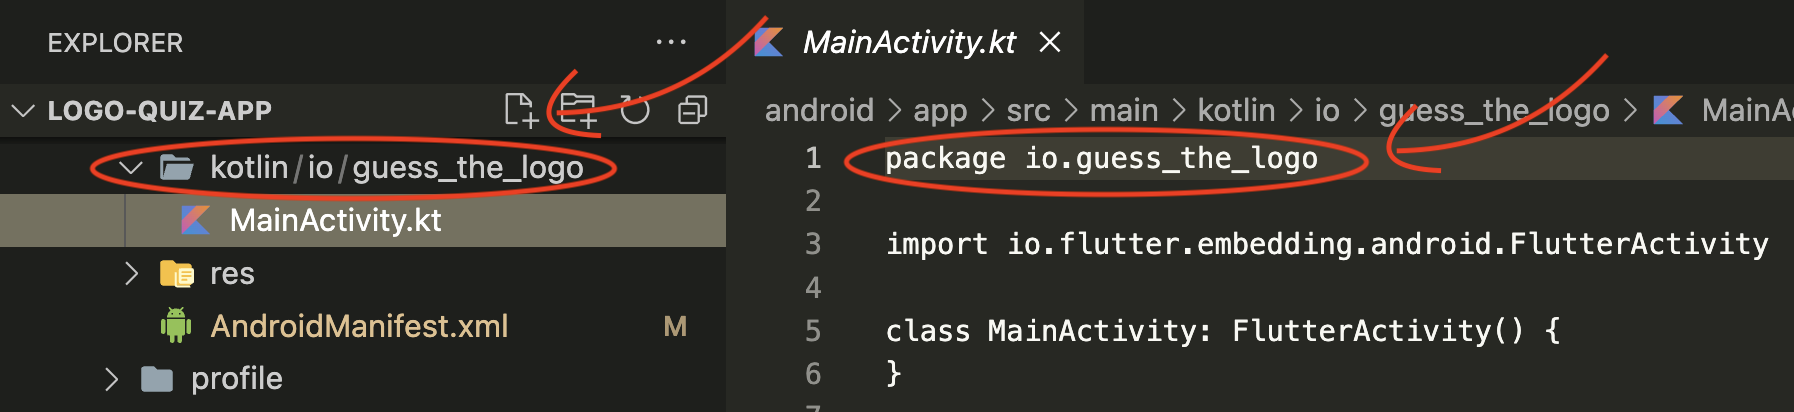 EXPLORER ...
LOGO-QUIZ-APP
kotlin/io/guess_the_logo
MainActivity.kt
res
AndroidManifest.xml M
profile
MainActivity.kt
android > app > src > main > kotlin > io > guess_the_logo > MainAc
1 package io.guess_the_logo
2
3 import io.flutter.embedding.android.FlutterActivity
4
5 class MainActivity: FlutterActivity() {
6 }
7